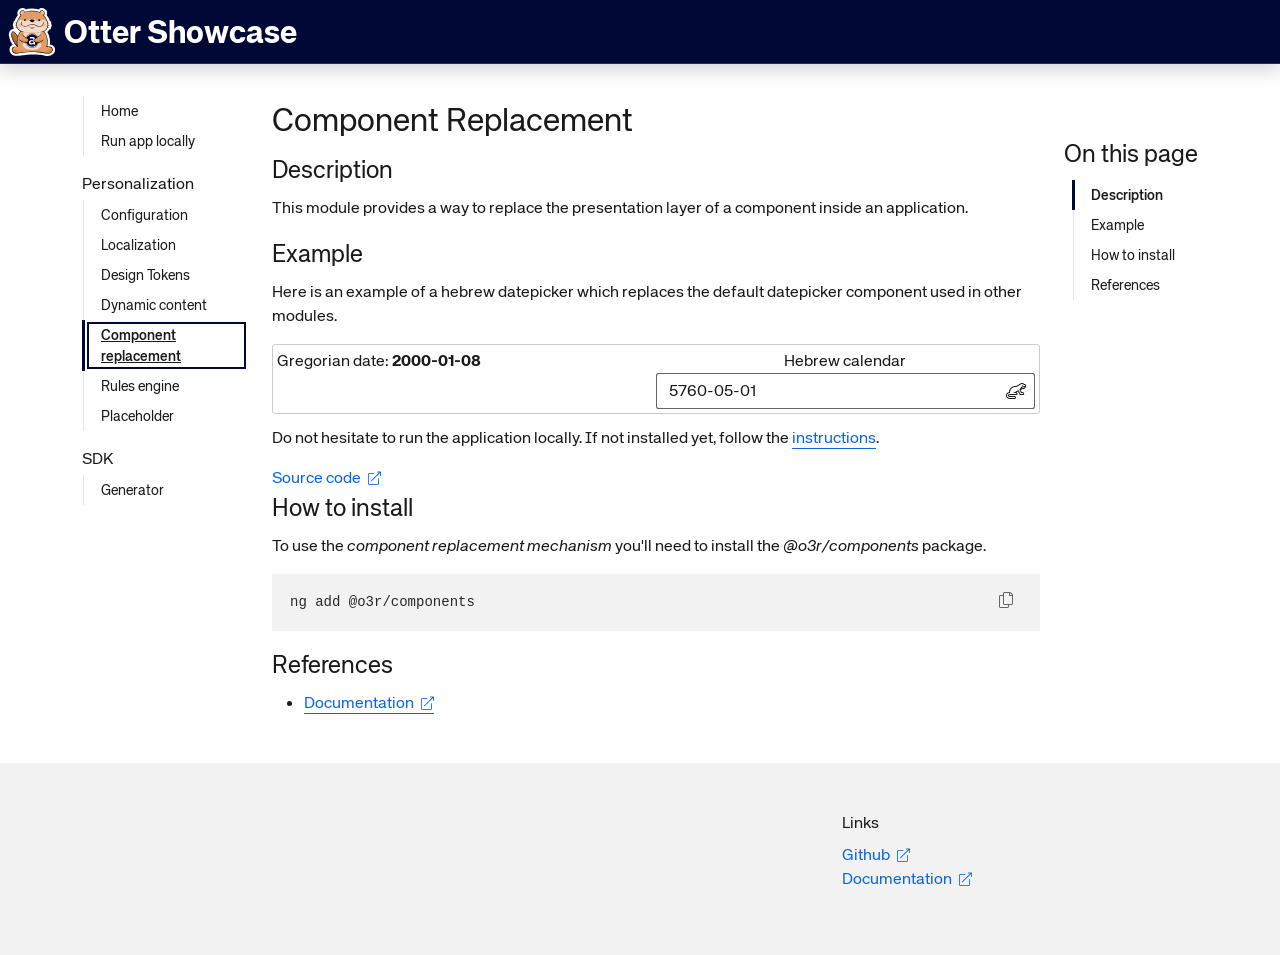 Otter Showcase
Home
Run app locally
Personalization
Configuration
Localization
Design Tokens
Dynamic content
Component
replacement
Rules engine
Placeholder
SDK
Generator
Component Replacement
Description
This module provides a way to replace the presentation layer of a component inside an application.
Example
Here is an example of a hebrew datepicker which replaces the default datepicker component used in other
modules.
Gregorian date: 2000-01-08
Hebrew calendar
5760-05-01
Do not hesitate to run the application locally. If not installed yet, follow the instructions.
Source code
How to install
To use the component replacement mechanism you'll need to install the @o3r/components package.
ng add @o3r/components
References
Documentation
On this page
Description
Example
How to install
References
Links
Github
Documentation